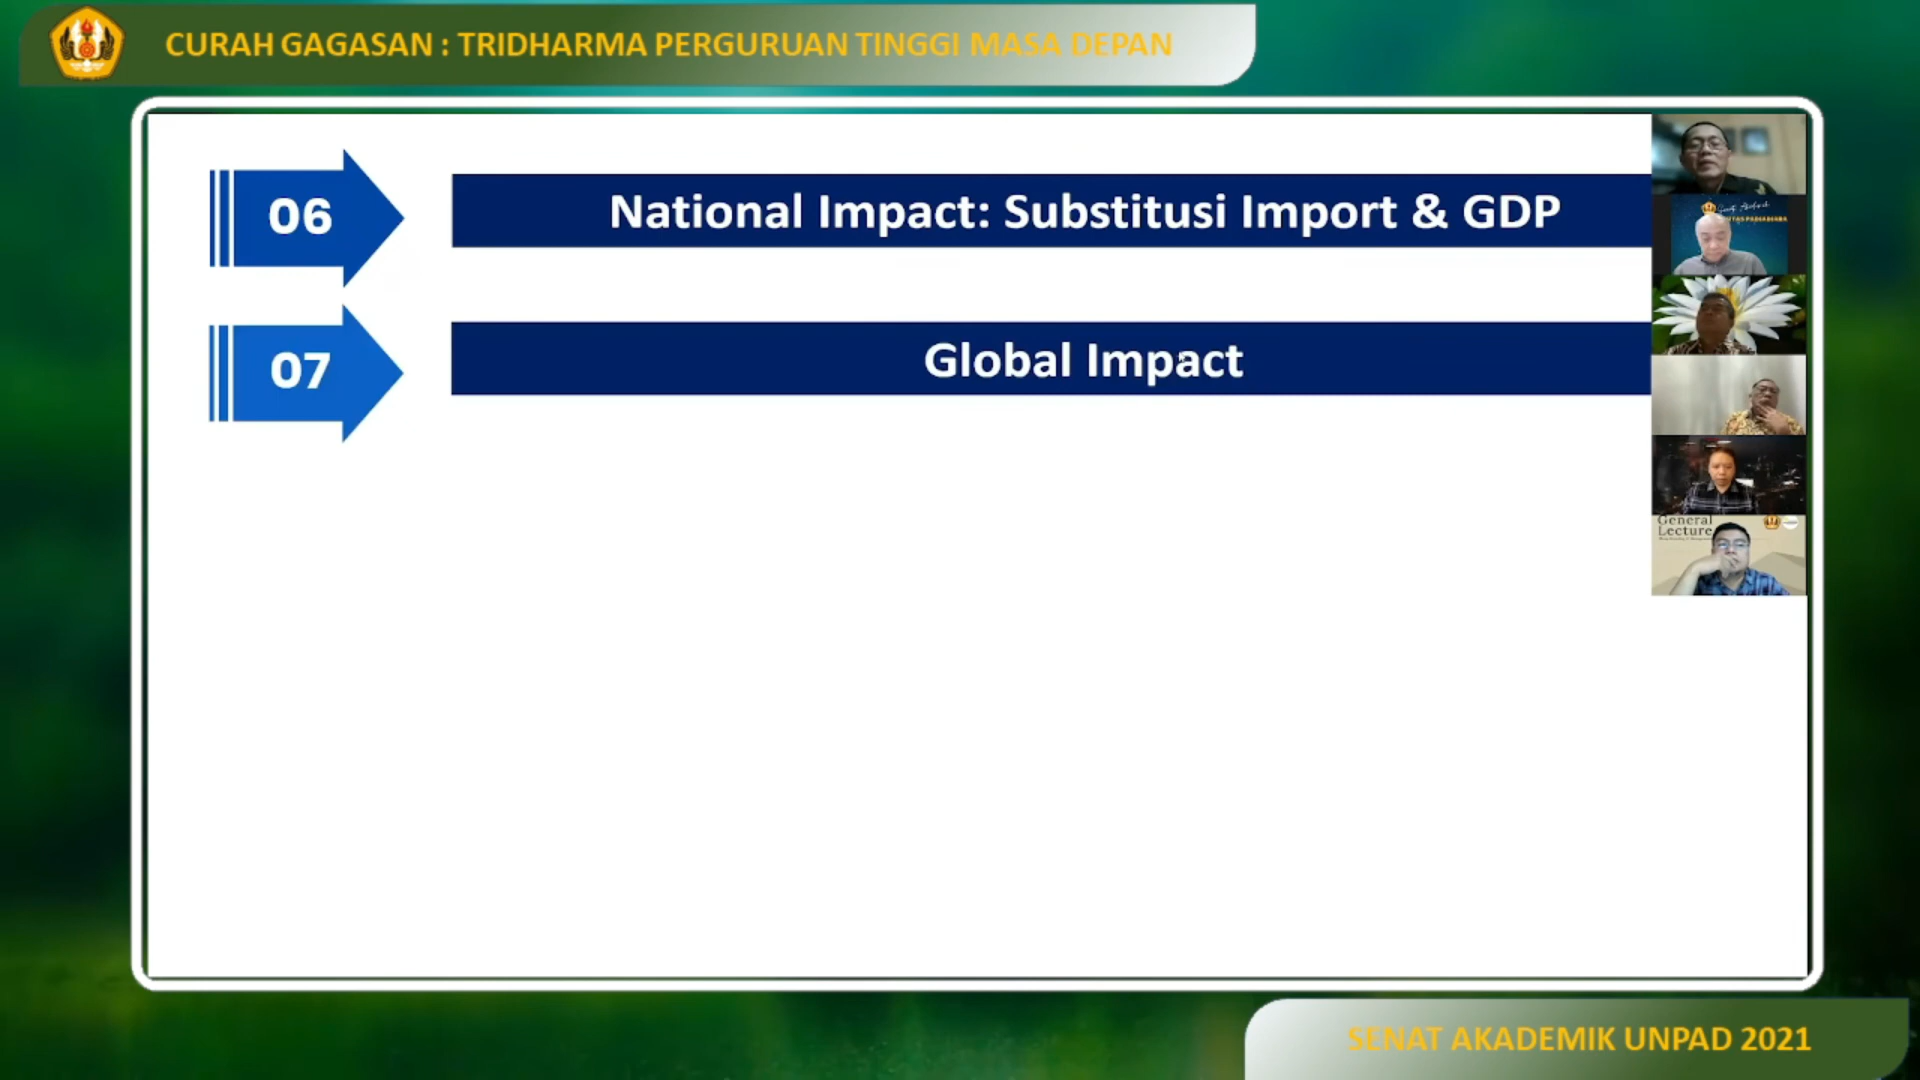 CURAH GAGASAN : TRIDHARMA PERGURUAN TINGGI MASA DEPAN
06
National Impact: Substitusi Import & GDP
07
Global Impact
General
Lecture
SENAT AKADEMIK UNPAD 2021